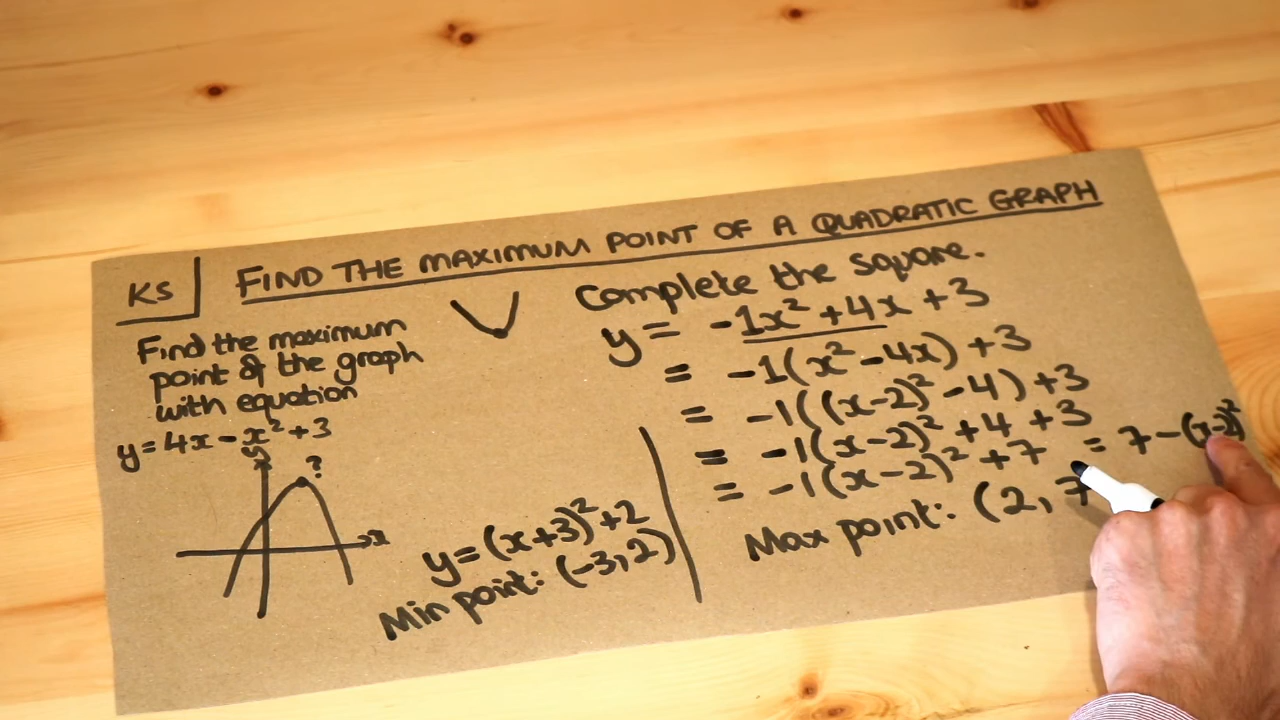 KS
FIND THE MAXIMUM POINT OF A QUADRATIC GRAPH
Find the maximum
point of the graph
with equation
y = 4x - x² + 3
y
?
x
y = (x+3)² + 2
Min point: (-3, 2)
Complete the square.
y = -1x² + 4x + 3
= -1(x² - 4x) + 3
= -1((x-2)² - 4) + 3
= -1(x-2)² + 4 + 3
= -1(x-2)² + 7 = 7 - (x-2)²
Max point: (2, 7